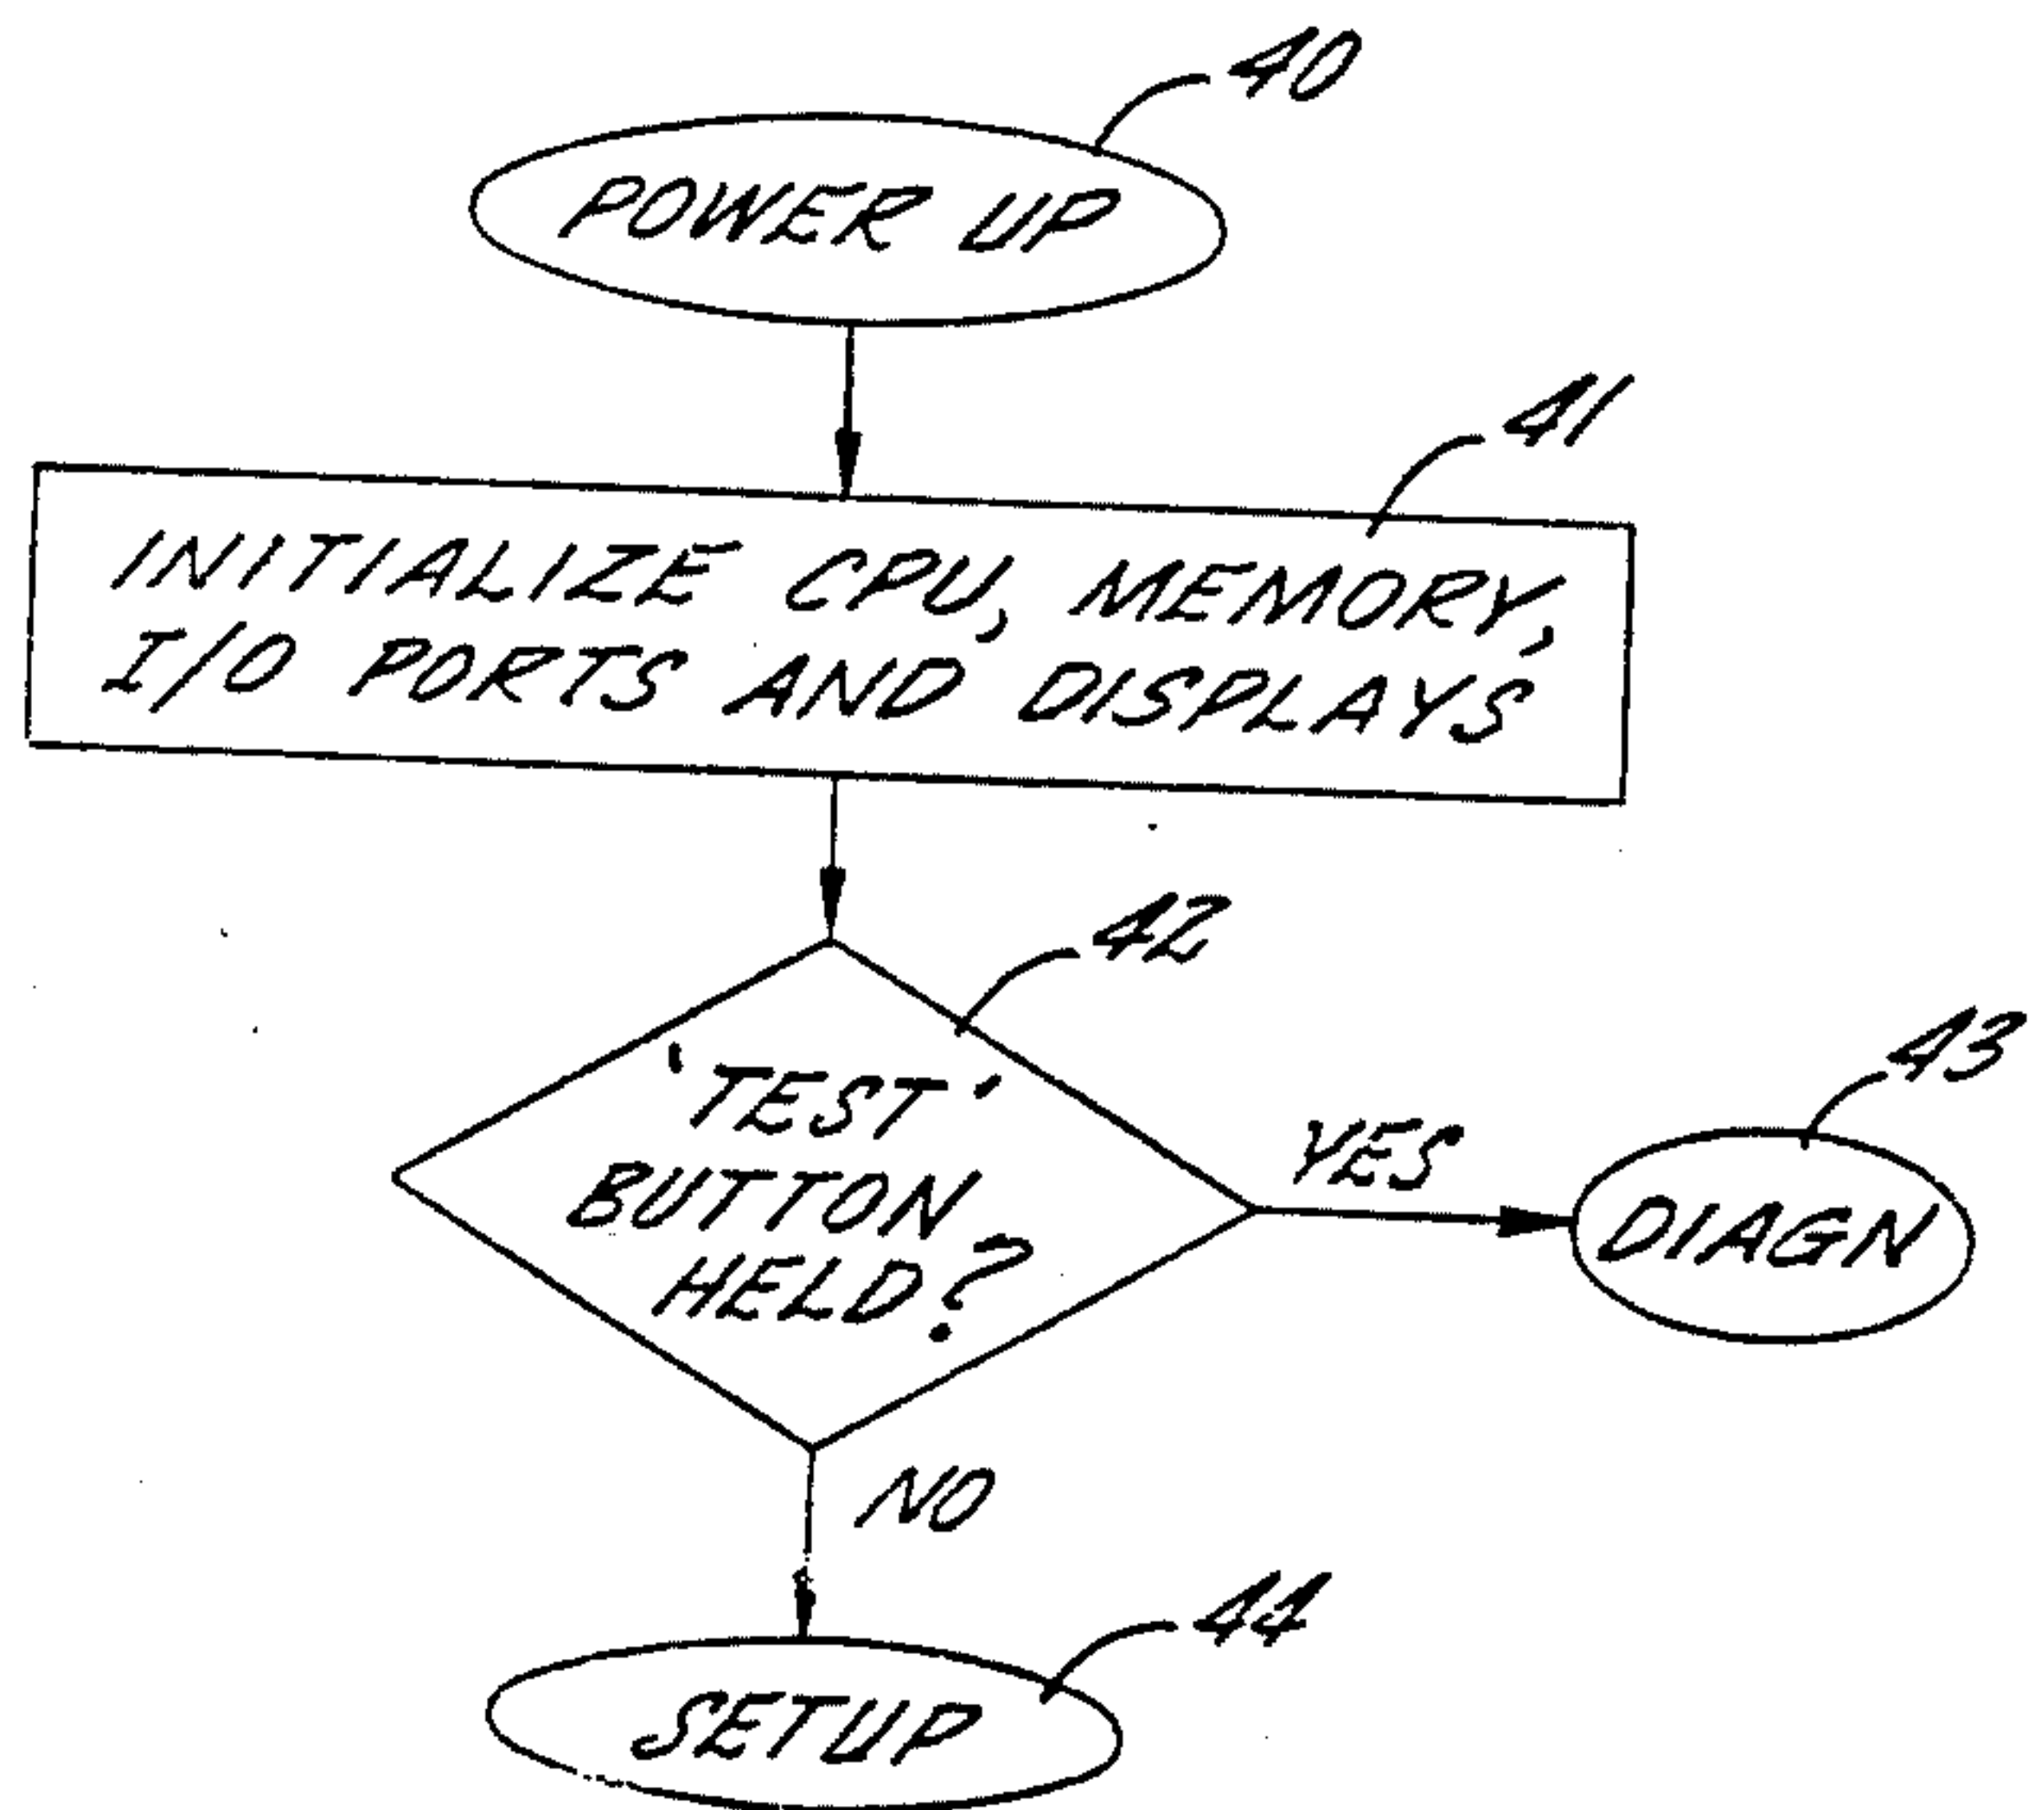 40
POWER UP
41
INITIALIZE CPU, MEMORY,
I/O PORTS AND DISPLAYS
42
'TEST'
BUTTON
HELD?
YES
43
DIAGN
NO
44
SETUP